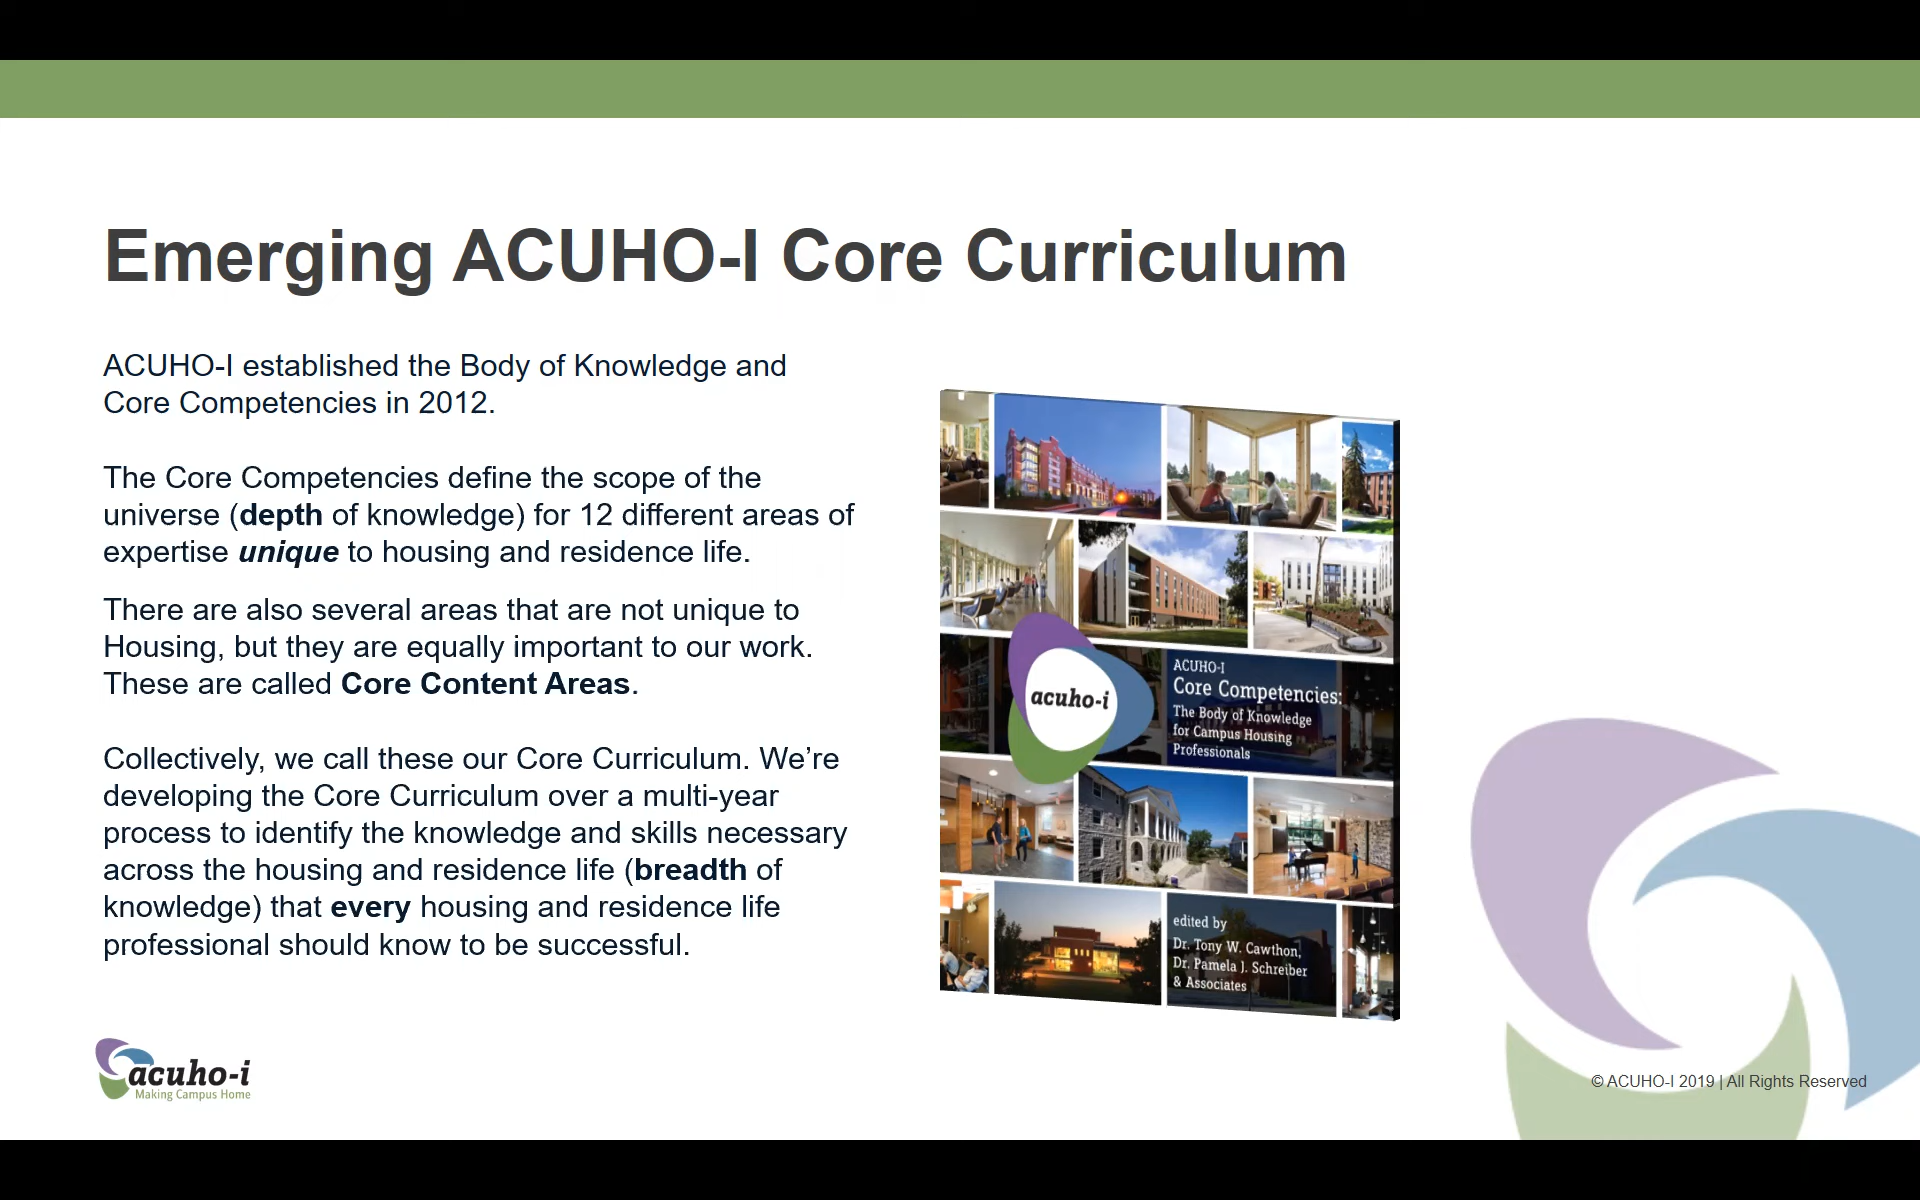 Emerging ACUHO-I Core Curriculum
ACUHO-I established the Body of Knowledge and
Core Competencies in 2012.
The Core Competencies define the scope of the
universe (depth of knowledge) for 12 different areas of
expertise unique to housing and residence life.
There are also several areas that are not unique to
Housing, but they are equally important to our work.
These are called Core Content Areas.
Collectively, we call these our Core Curriculum. We’re
developing the Core Curriculum over a multi-year
process to identify the knowledge and skills necessary
across the housing and residence life (breadth of
knowledge) that every housing and residence life
professional should know to be successful.
acuho-i
ACUHO-I
Core Competencies:
The Body of Knowledge
for Campus Housing
Professionals
edited by
Dr. Tony W. Cawthon,
Dr. Pamela J. Schreiber
& Associates
acuho-i
Making Campus Home
© ACUHO-I 2019 | All Rights Reserved